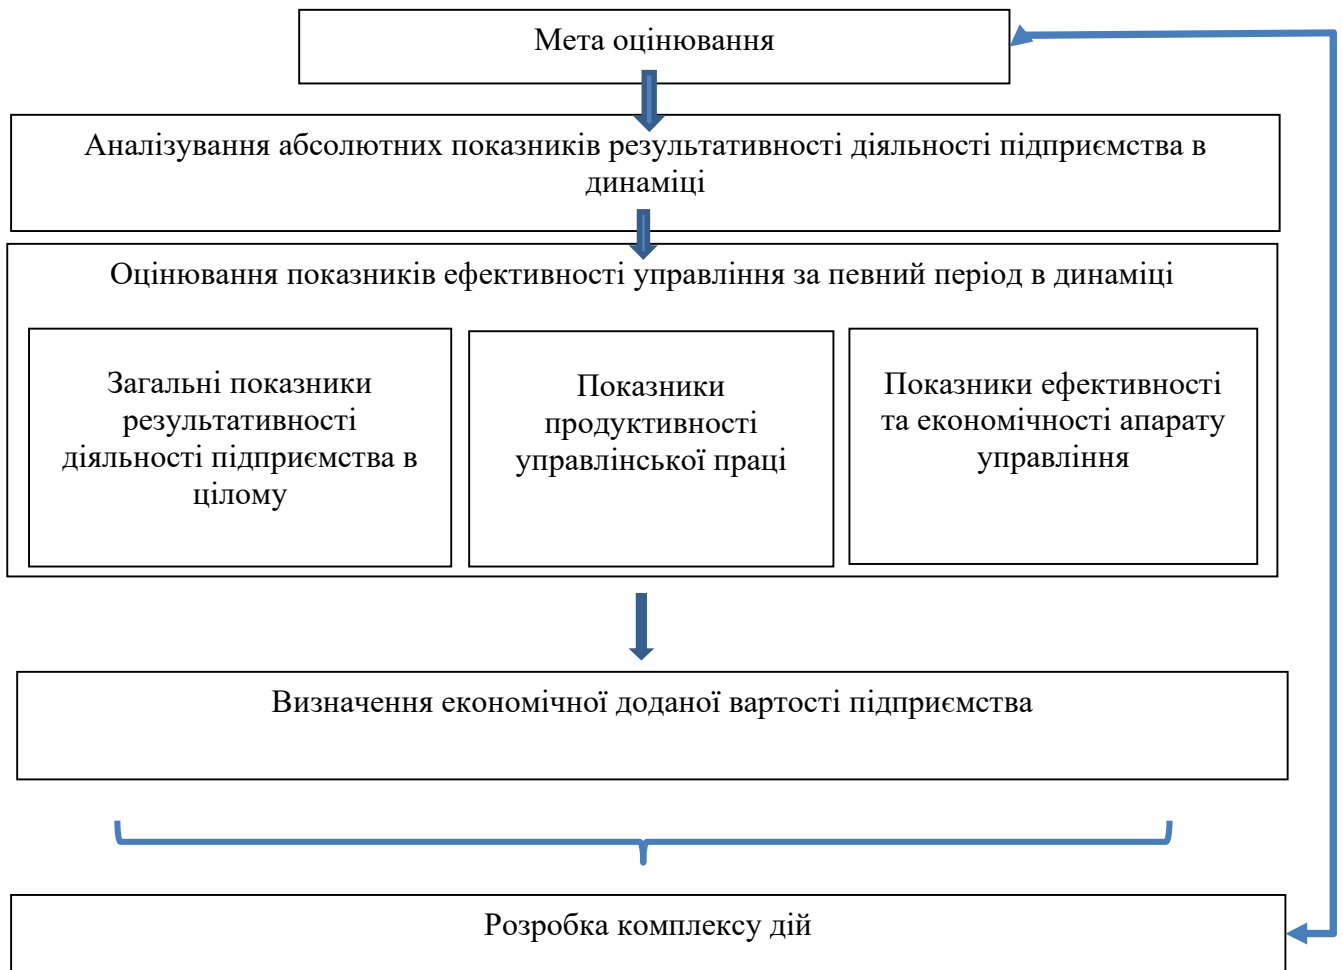 Мета оцінювання
Аналізування абсолютних показників результативності діяльності підприємства в
динаміці
Оцінювання показників ефективності управління за певний період в динаміці
Загальні показники
результативності
діяльності підприємства в
цілому
Показники
продуктивності
управлінської праці
Показники ефективності
та економічності апарату
управління
Визначення економічної доданої вартості підприємства
Розробка комплексу дій